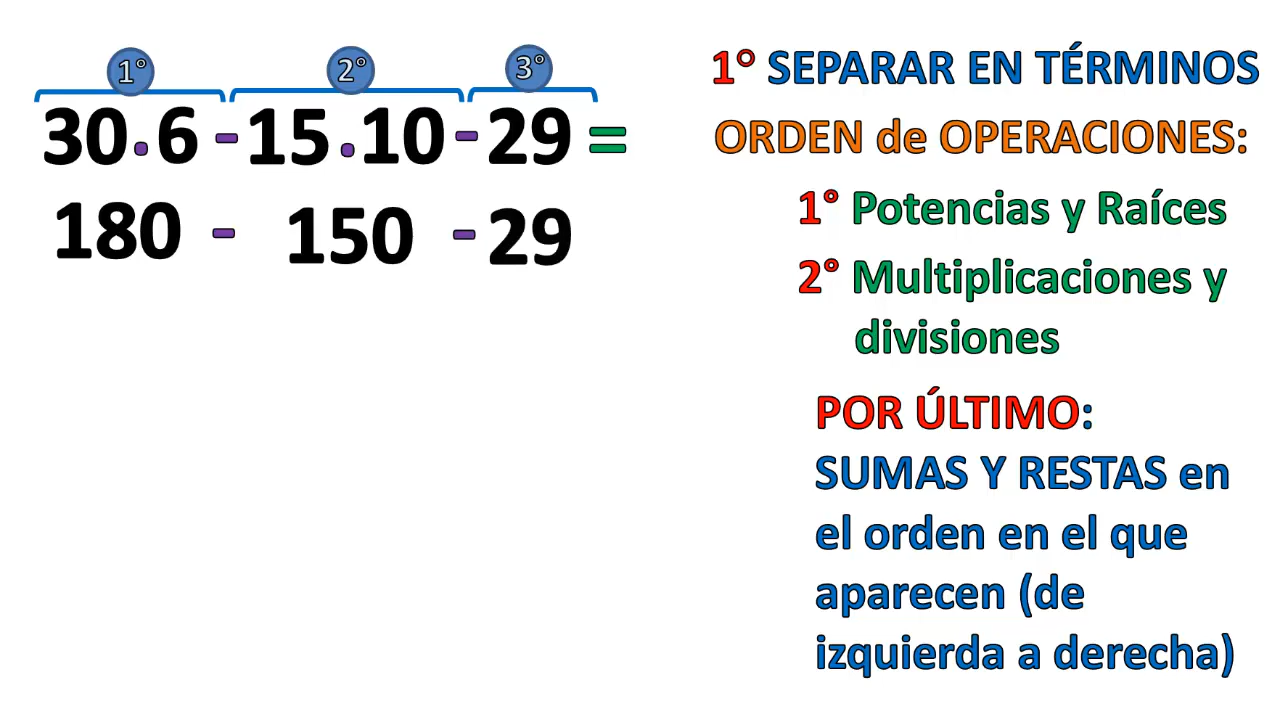 1° 2° 3°
30.6 - 15.10 - 29 =
180 - 150 - 29
1° SEPARAR EN TÉRMINOS
ORDEN de OPERACIONES:
1° Potencias y Raíces
2° Multiplicaciones y
divisiones
POR ÚLTIMO:
SUMAS Y RESTAS en
el orden en el que
aparecen (de
izquierda a derecha)